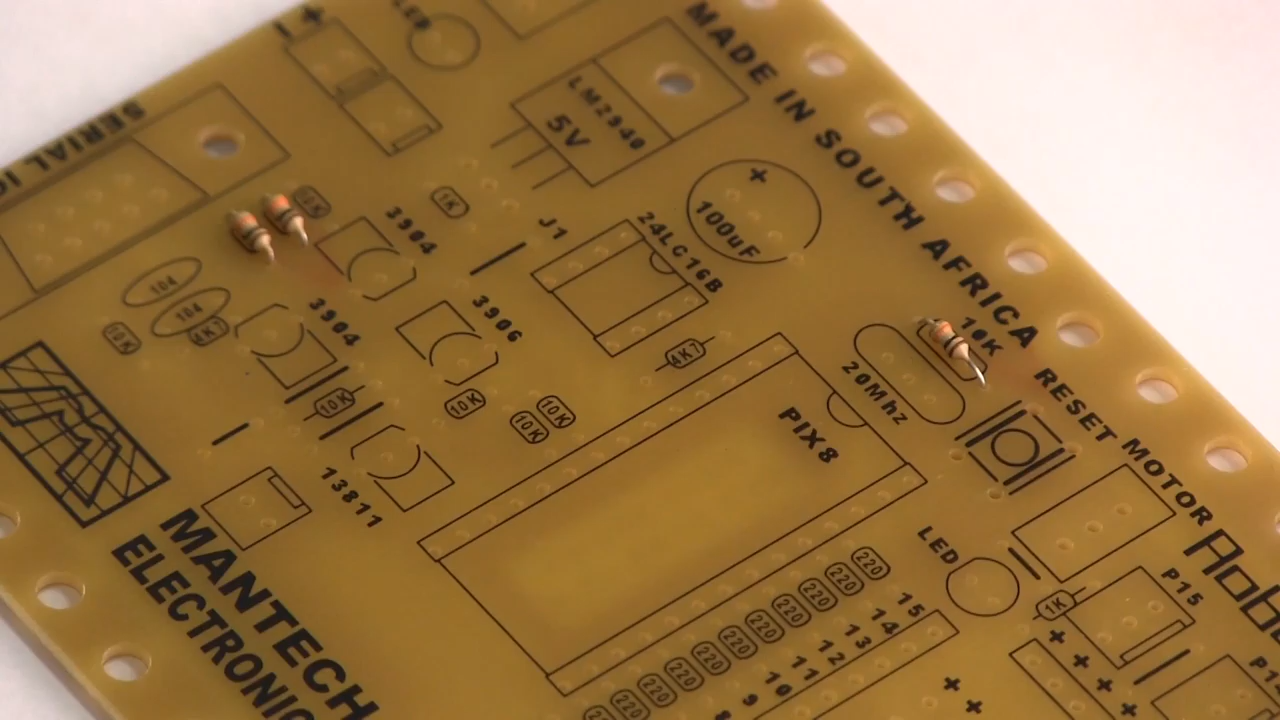 LED
+
MADE IN SOUTH AFRICA
LM2940
5V
SERIAL
+
100uF
1K
3904
J1
24LC16B
104
104
4K7
10K
3904
3906
4K7
10K
20Mhz
RESET
MOTOR
10K
10K
10K
10K
PIX8
13811
MANTECH
ELECTRONIC
LED
P15
1K
220
220
220
220
220
220
220
220
220
15
14
13
12
11
10
9
8
+
+
+
+
+
+